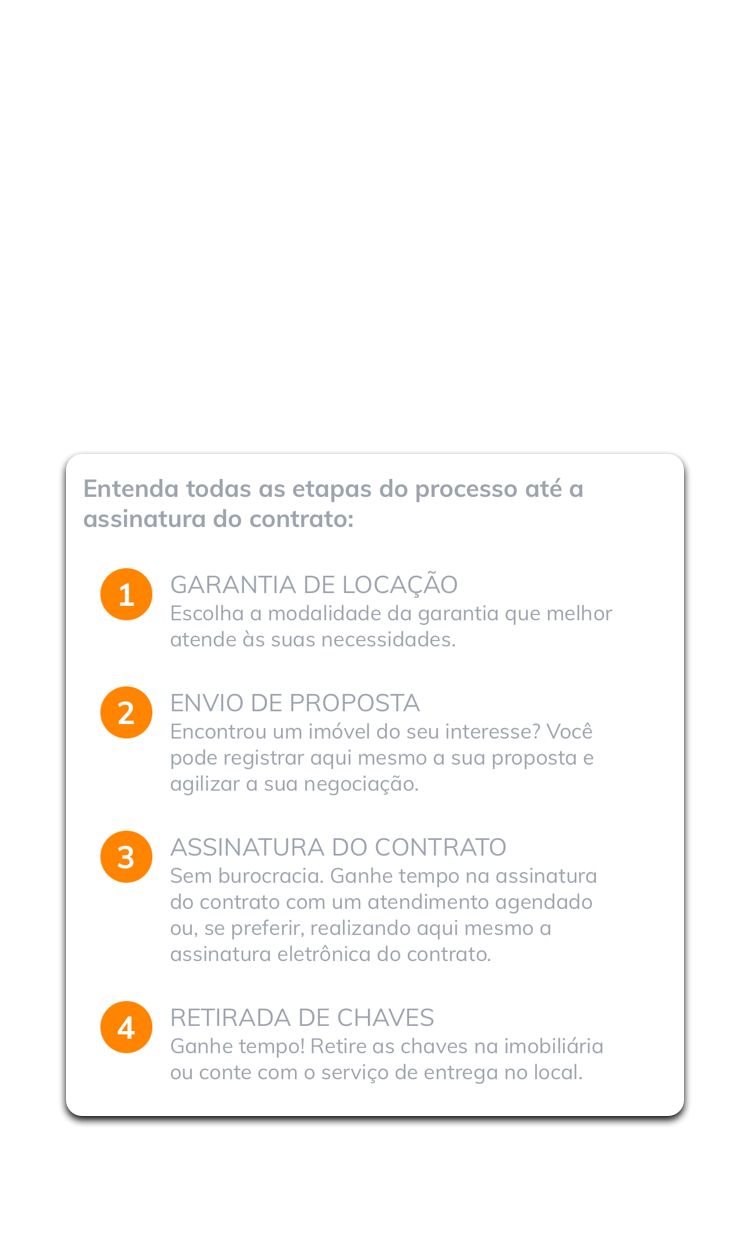 Entenda todas as etapas do processo até a
assinatura do contrato:
1
GARANTIA DE LOCAÇÃO
Escolha a modalidade da garantia que melhor
atende às suas necessidades.
2
ENVIO DE PROPOSTA
Encontrou um imóvel do seu interesse? Você
pode registrar aqui mesmo a sua proposta e
agilizar a sua negociação.
3
ASSINATURA DO CONTRATO
Sem burocracia. Ganhe tempo na assinatura
do contrato com um atendimento agendado
ou, se preferir, realizando aqui mesmo a
assinatura eletrônica do contrato.
4
RETIRADA DE CHAVES
Ganhe tempo! Retire as chaves na imobiliária
ou conte com o serviço de entrega no local.